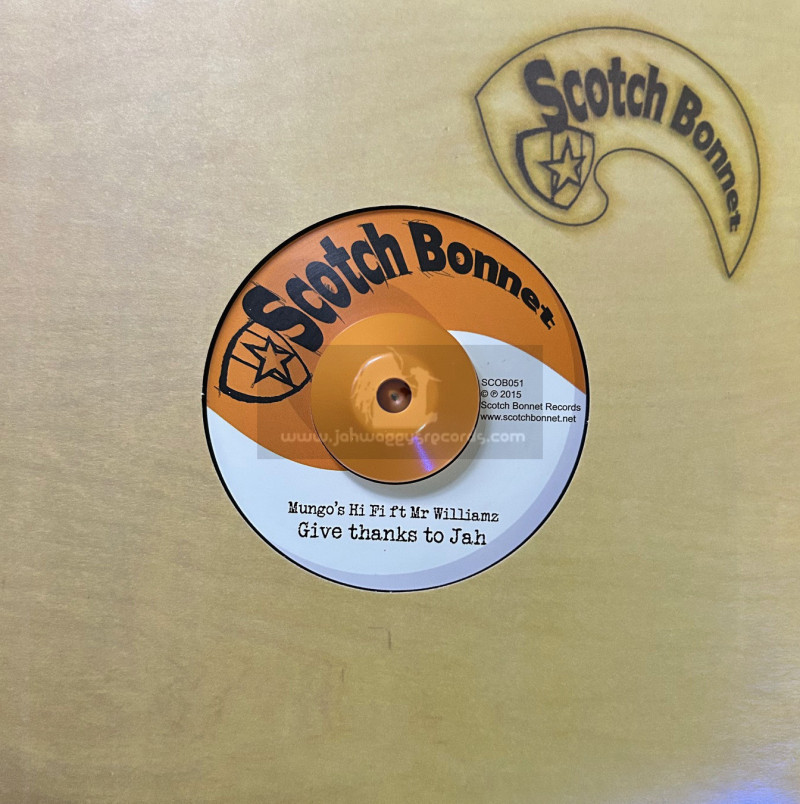 Scotch Bonnet
Scotch Bonnet
SCOB051
© ℗ 2015
Scotch Bonnet Records
www.scotchbonnet.net
www.jahwaggysrecords.com
Mungo's Hi Fi ft Mr Williamz
Give thanks to Jah